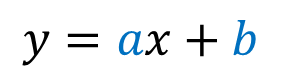 y = ax + b